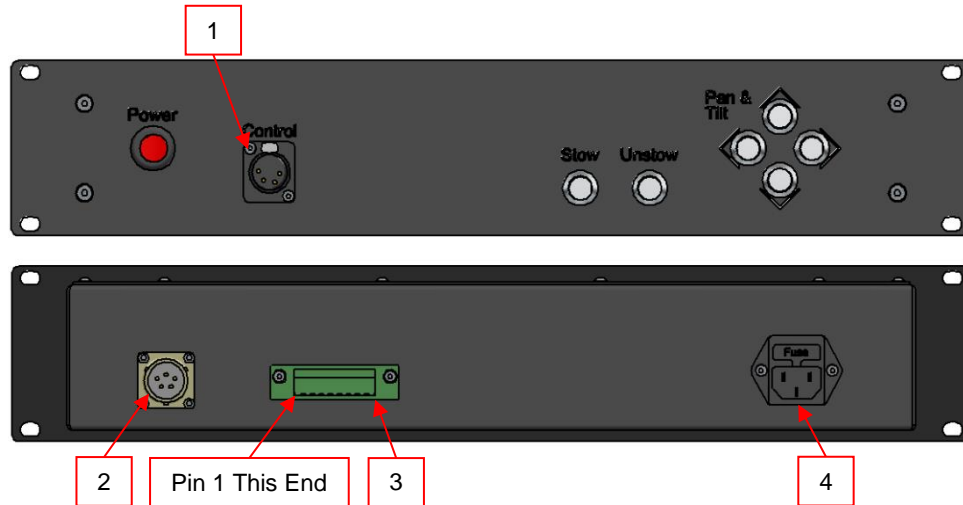 1
Power
Control
Stow Unstow
Pan &
Tilt
Fuse
2
Pin 1 This End
3
4